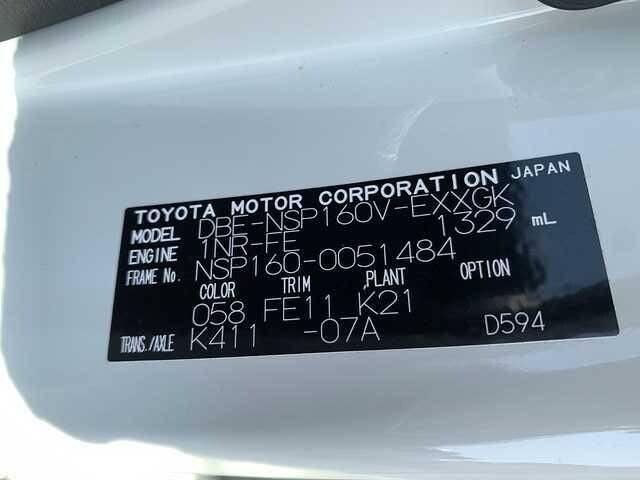 TOYOTA MOTOR CORPORATION JAPAN
MODEL DBF-NSP160V-EXXGK
ENGINE 1NR-FE 1329 mL
FRAME No. NSP160-0051484
COLOR TRIM PLANT OPTION
058 FE11 K21
TRANS./AXLE K411 -07A D594